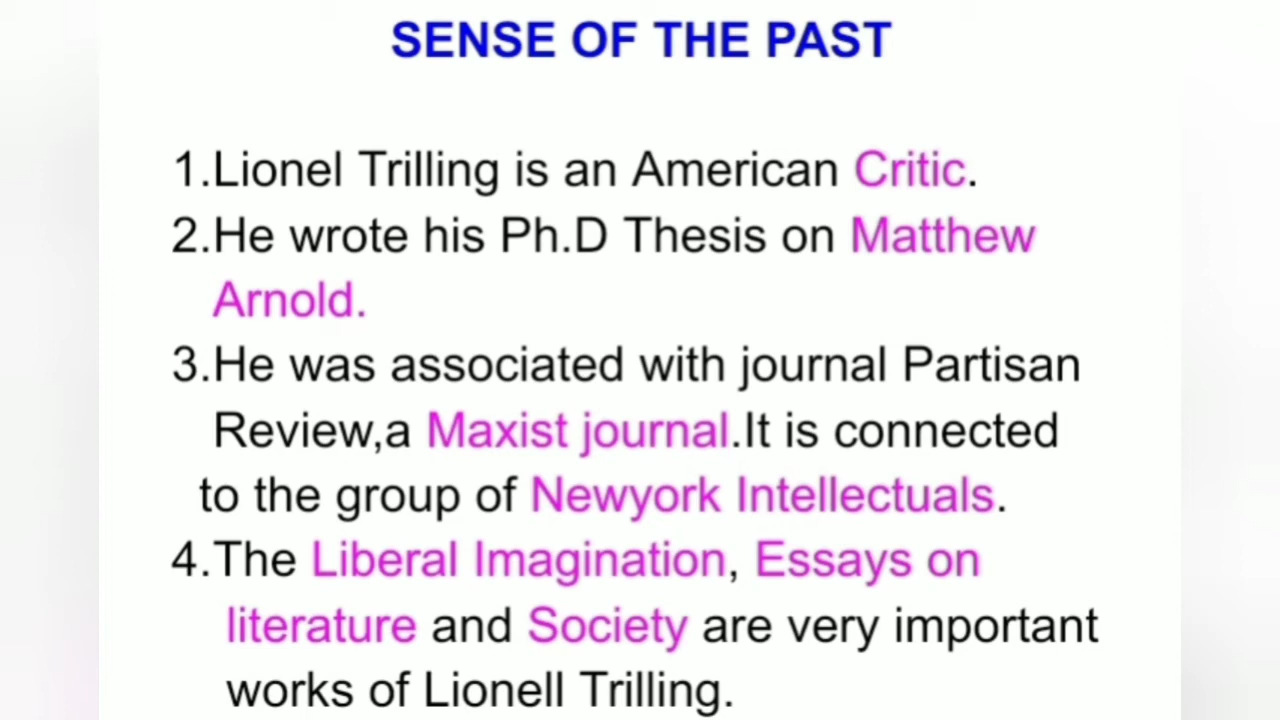 SENSE OF THE PAST
1.Lionel Trilling is an American Critic.
2.He wrote his Ph.D Thesis on Matthew
Arnold.
3.He was associated with journal Partisan
Review,a Maxist journal.It is connected
to the group of Newyork Intellectuals.
4.The Liberal Imagination, Essays on
literature and Society are very important
works of Lionell Trilling.